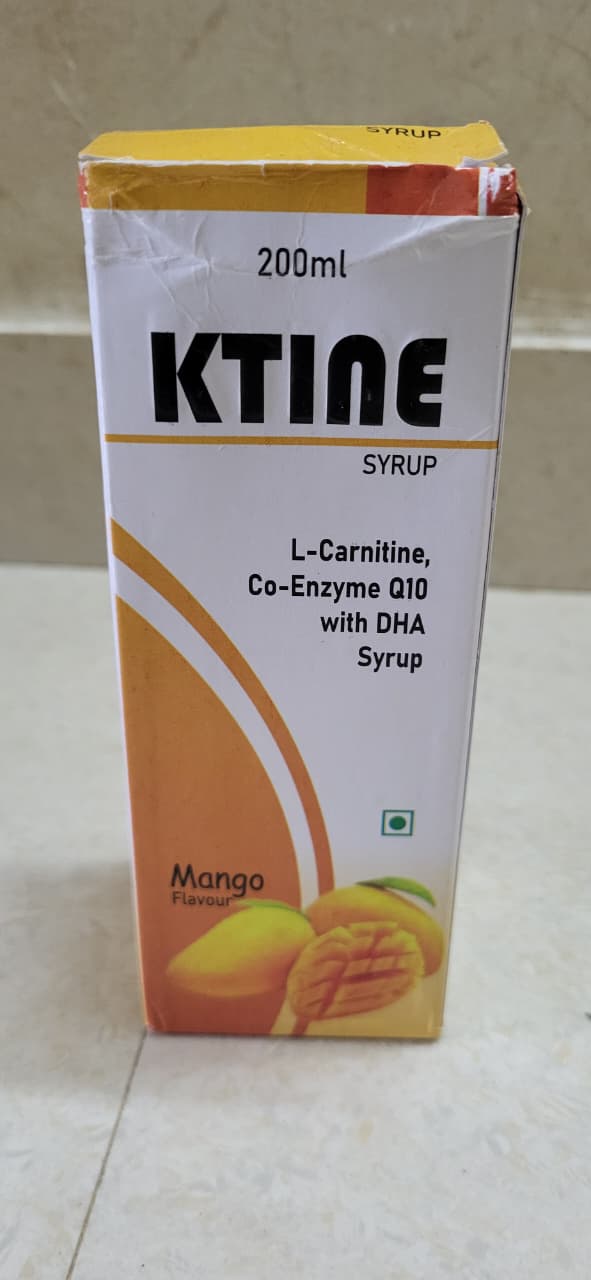 SYRUP
200ml
KTINE
SYRUP
L-Carnitine,
Co-Enzyme Q10
with DHA
Syrup
Mango
Flavour